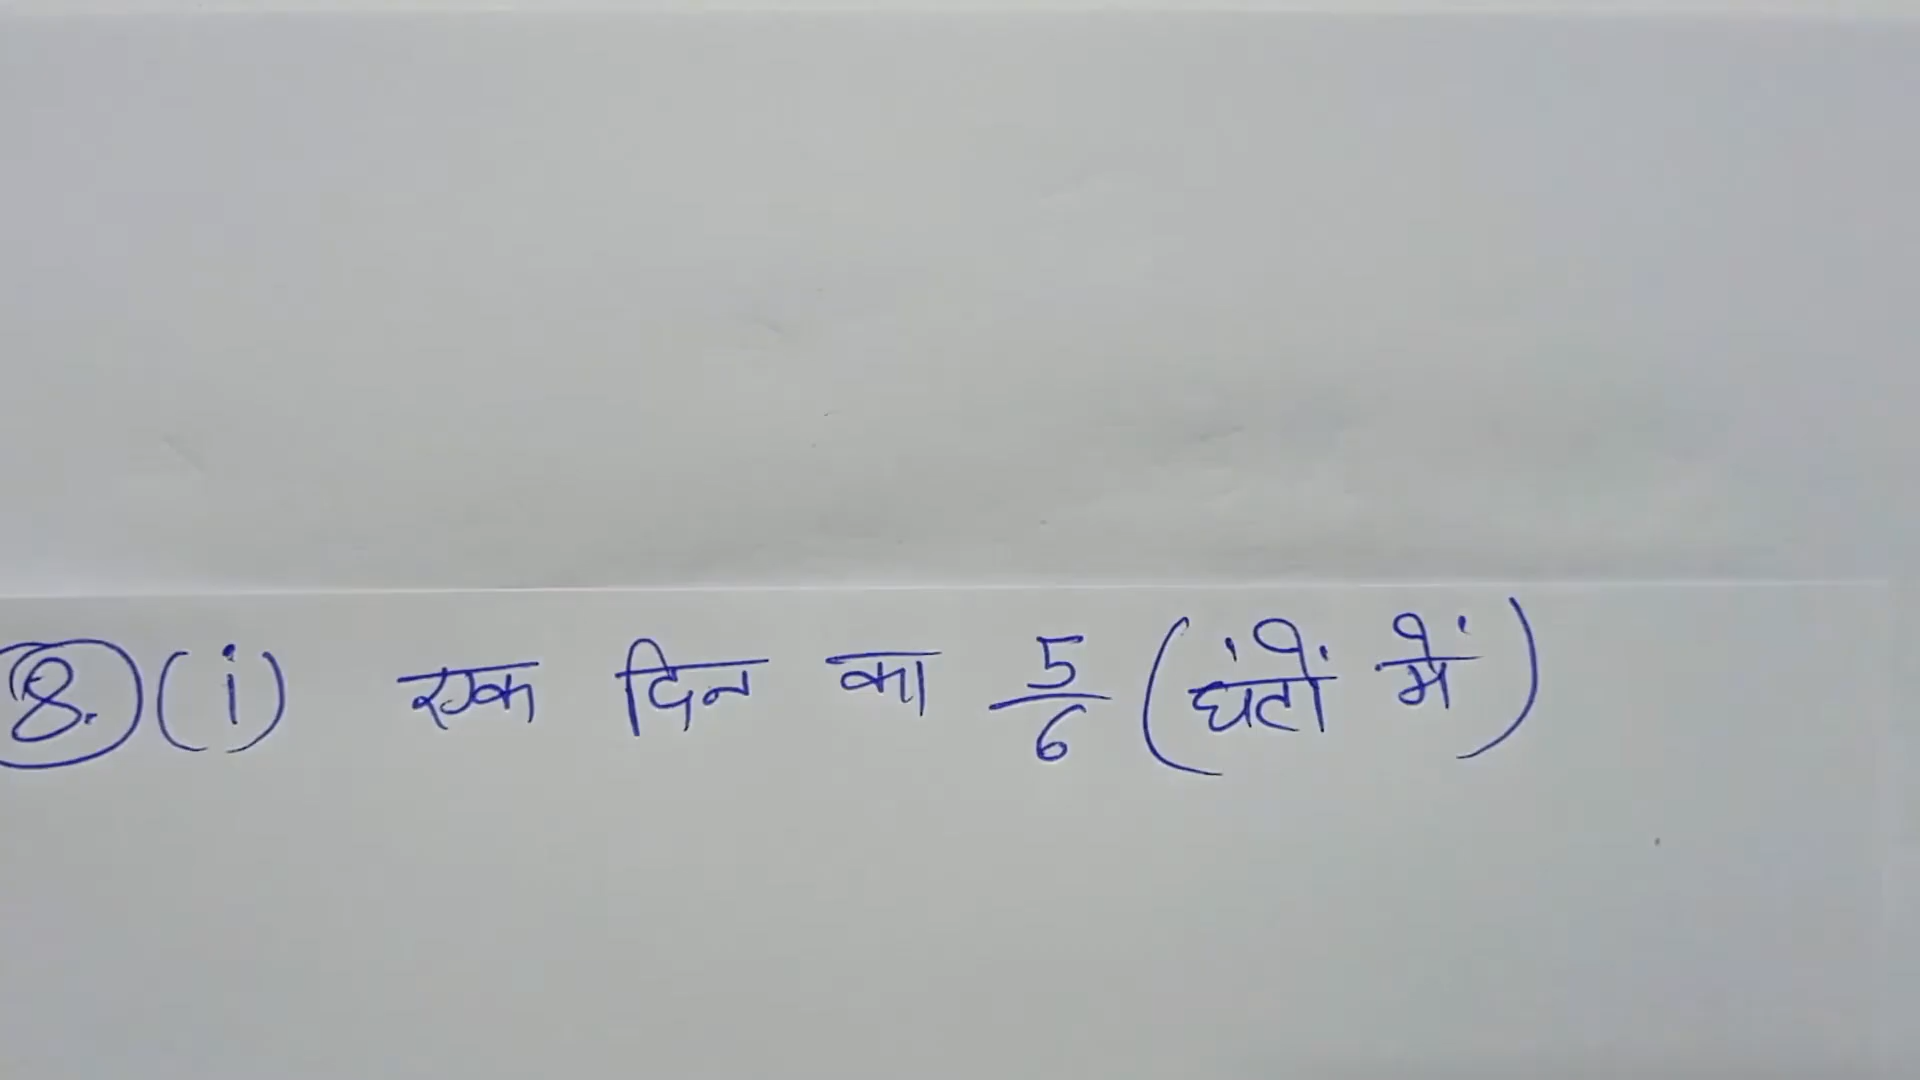 8. (i) एक दिन का 5/6 (घंटों में)